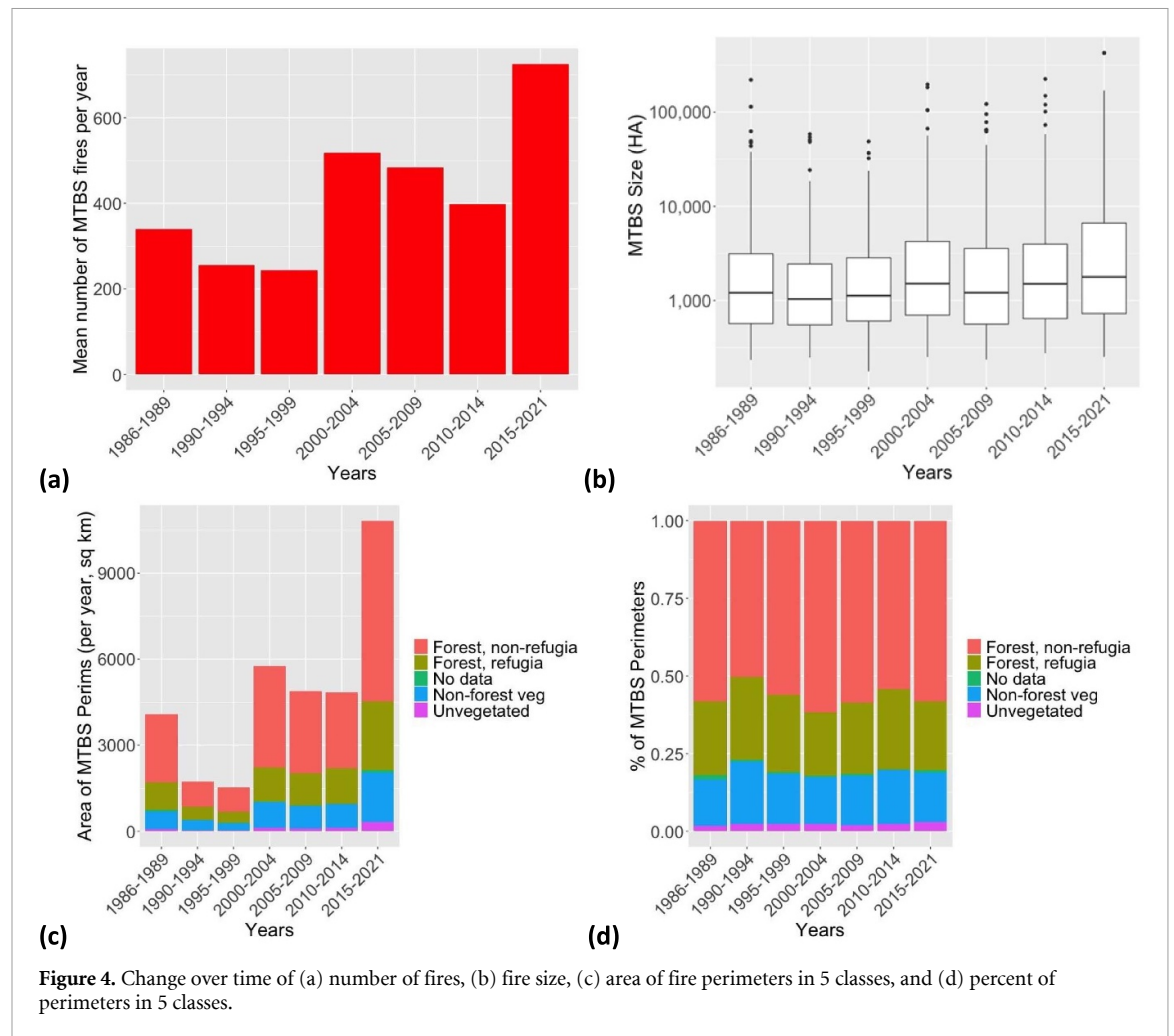 Mean number of MTBS fires per year
600
400
200
0
1986-1989
1990-1994
1995-1999
2000-2004
2005-2009
2010-2014
2015-2021
Years
(a)
MTBS Size (HA)
100,000
10,000
1,000
1986-1989
1990-1994
1995-1999
2000-2004
2005-2009
2010-2014
2015-2021
Years
(b)
Area of MTBS Perims (per year, sq km)
9000
6000
3000
0
1986-1989
1990-1994
1995-1999
2000-2004
2005-2009
2010-2014
2015-2021
Years
Forest, non-refugia
Forest, refugia
No data
Non-forest veg
Unvegetated
(c)
% of MTBS Perimeters
1.00
0.75
0.50
0.25
0.00
1986-1989
1990-1994
1995-1999
2000-2004
2005-2009
2010-2014
2015-2021
Years
Forest, non-refugia
Forest, refugia
No data
Non-forest veg
Unvegetated
(d)
Figure 4. Change over time of (a) number of fires, (b) fire size, (c) area of fire perimeters in 5 classes, and (d) percent of
perimeters in 5 classes.